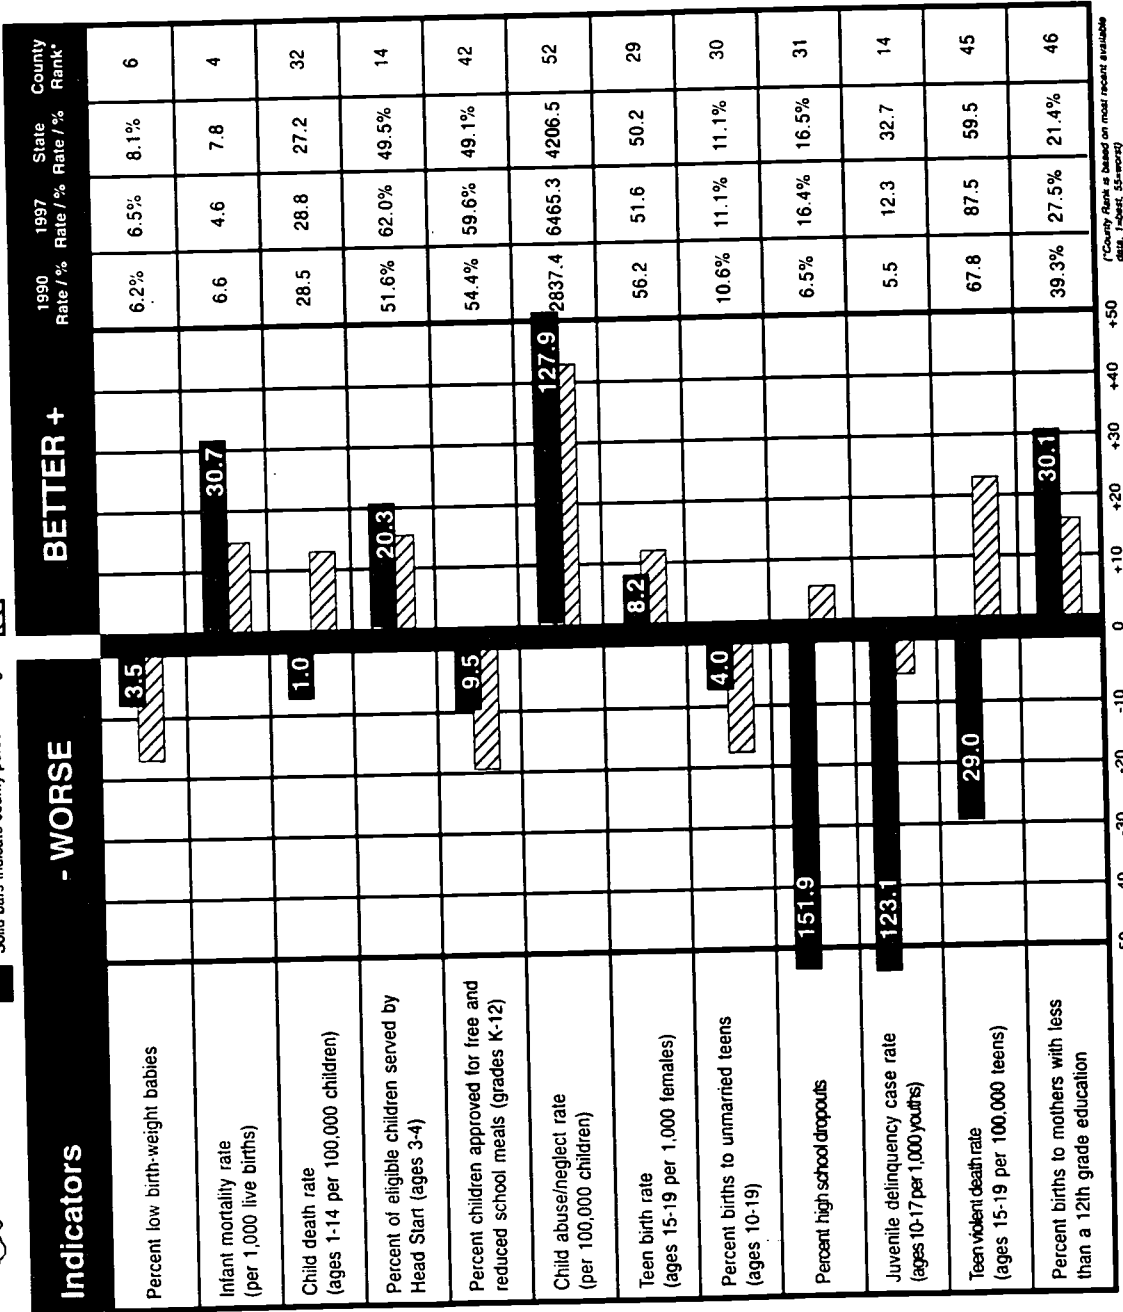 Solid bars indicate county
Indicators - WORSE BETTER + 1990 Rate / % 1997 Rate / % State Rate / % County Rank*
Percent low birth-weight babies 3.5 6.2% 6.5% 8.1% 6
Infant mortality rate
(per 1,000 live births) 30.7 6.6 4.6 7.8 4
Child death rate
(ages 1-14 per 100,000 children) 1.0 28.5 28.8 27.2 32
Percent of eligible children served by
Head Start (ages 3-4) 20.3 51.6% 62.0% 49.5% 14
Percent children approved for free and
reduced school meals (grades K-12) 9.5 54.4% 59.6% 49.1% 42
Child abuse/neglect rate
(per 100,000 children) 127.9 2837.4 6465.3 4206.5 52
Teen birth rate
(ages 15-19 per 1,000 females) 8.2 56.2 51.6 50.2 29
Percent births to unmarried teens
(ages 10-19) 4.0 10.6% 11.1% 11.1% 30
Percent high school dropouts 151.9 6.5% 16.4% 16.5% 31
Juvenile delinquency case rate
(ages 10-17 per 1,000 youths) 123.1 5.5 12.3 32.7 14
Teen violent death rate
(ages 15-19 per 100,000 teens) 29.0 67.8 87.5 59.5 45
Percent births to mothers with less
than a 12th grade education 30.1 39.3% 27.5% 21.4% 46
-50 -40 -30 -20 -10 0 +10 +20 +30 +40 +50
(*County Rank is based on most recent available
data. 1=best, 55=worst)